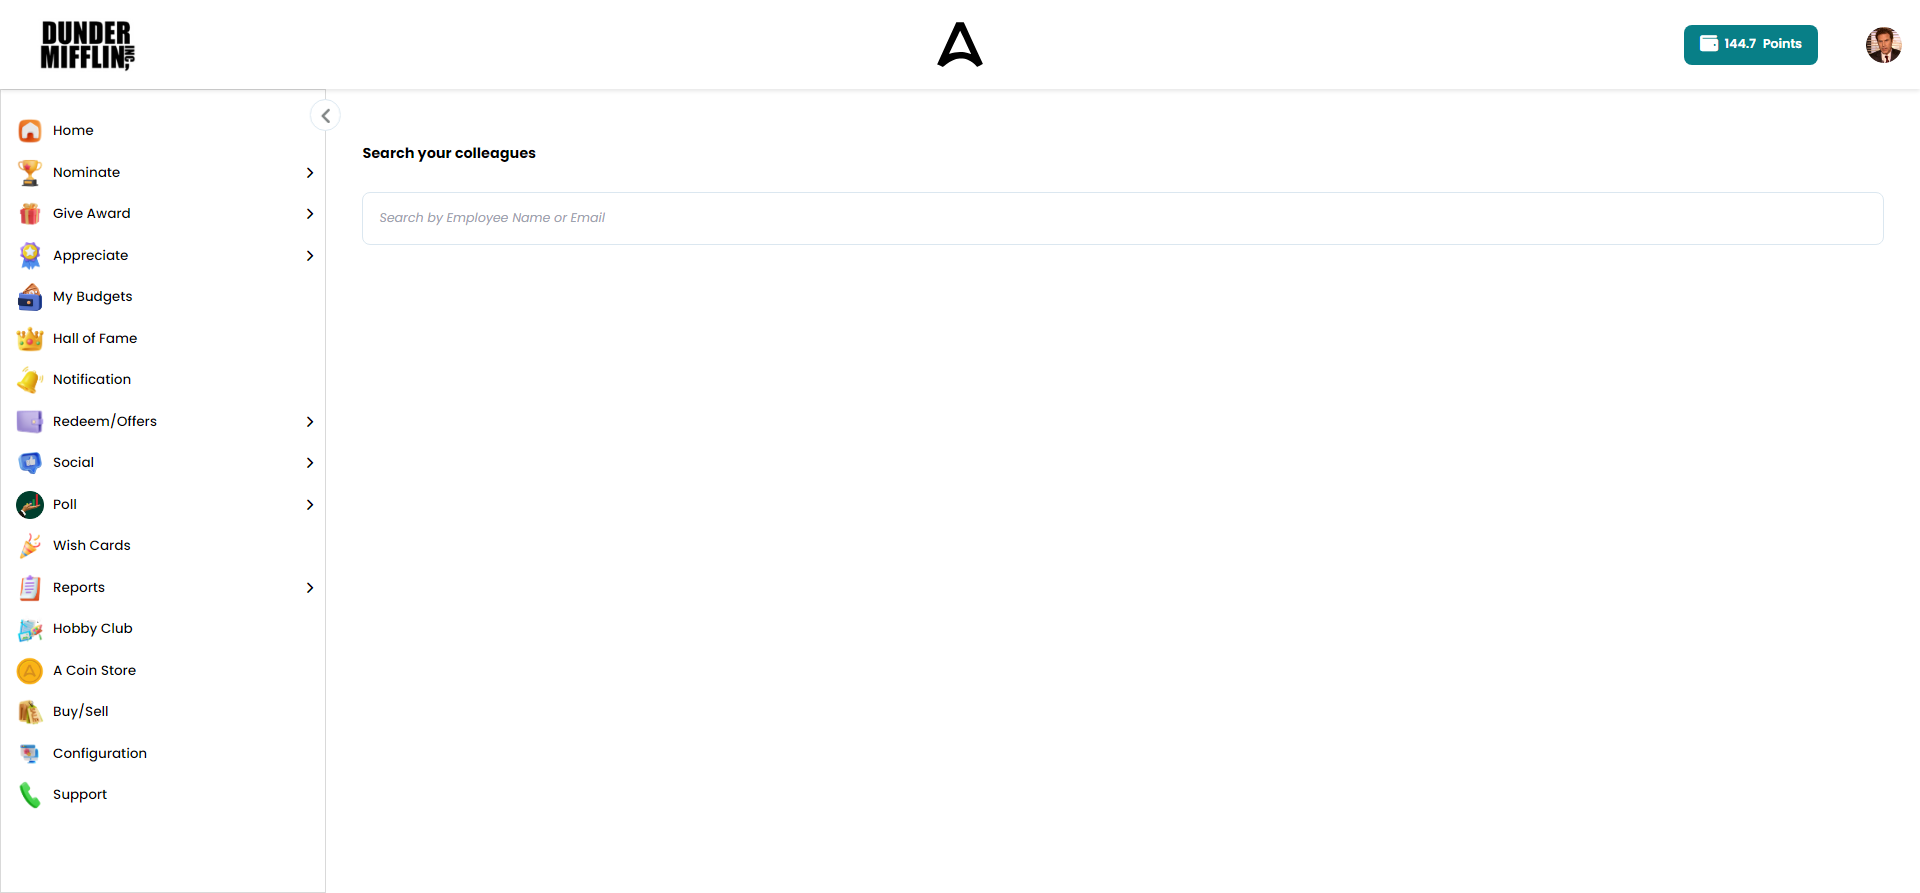 DUNDER
MIFFLIN, INC,
144.7 Points
Home
Nominate
Give Award
Appreciate
My Budgets
Hall of Fame
Notification
Redeem/Offers
Social
Poll
Wish Cards
Reports
Hobby Club
A Coin Store
Buy/Sell
Configuration
Support
Search your colleagues
Search by Employee Name or Email